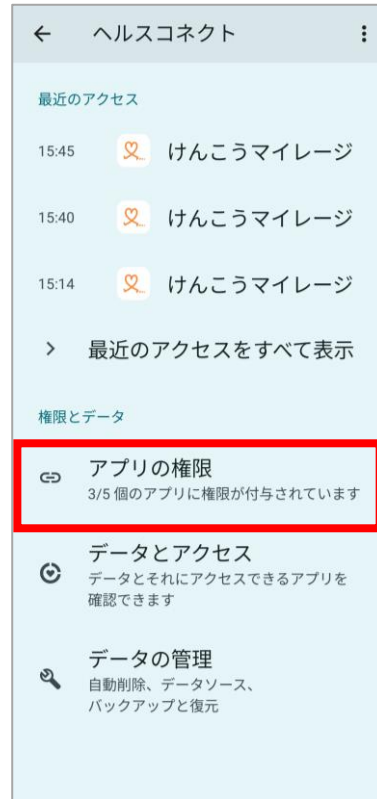 ヘルスコネクト
最近のアクセス
15:45 けんこうマイレージ
15:40 けんこうマイレージ
15:14 けんこうマイレージ
最近のアクセスをすべて表示
権限とデータ
アプリの権限
3/5 個のアプリに権限が付与されています
データとアクセス
データとそれにアクセスできるアプリを
確認できます
データの管理
自動削除、データソース、
バックアップと復元